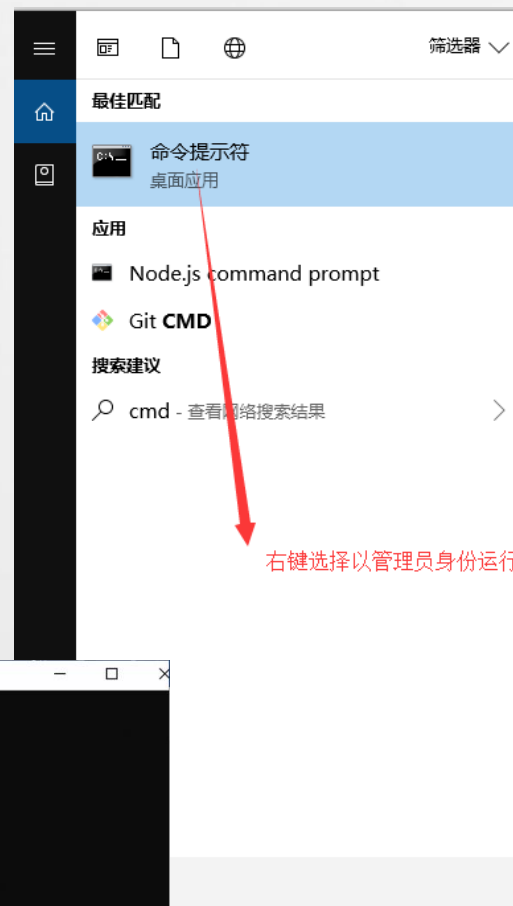 筛选器
最佳匹配
命令提示符
桌面应用
应用
Node.js command prompt
Git CMD
搜索建议
cmd - 查看网络搜索结果
右键选择以管理员身份运行